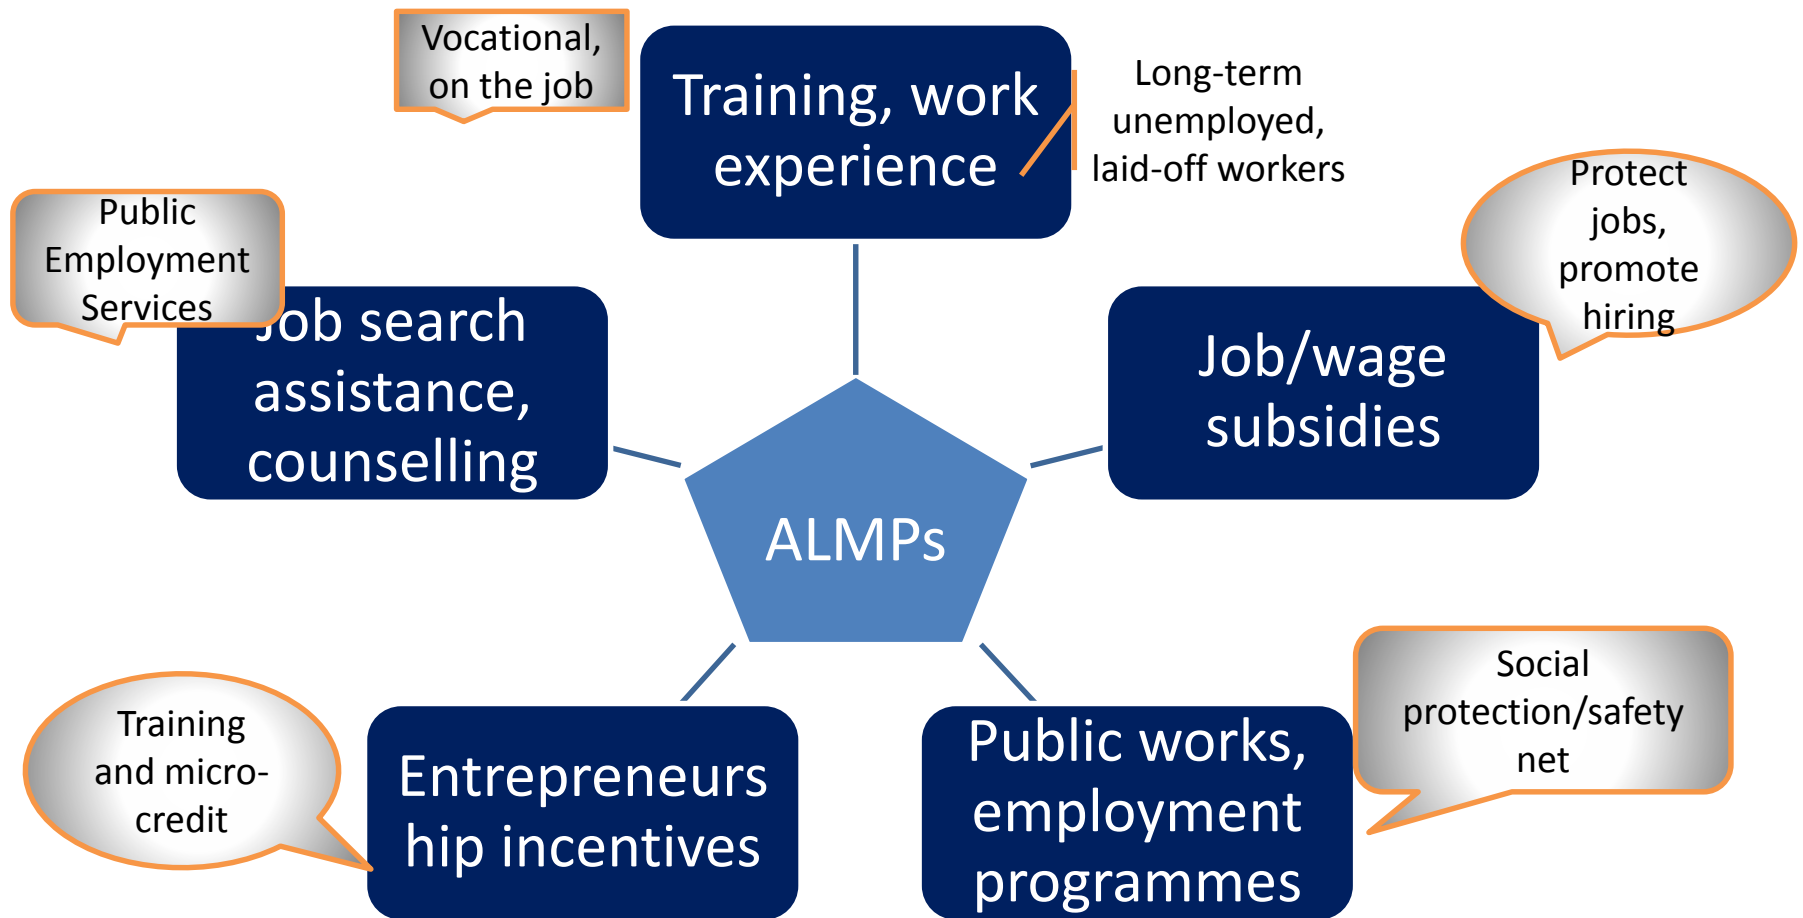 Vocational,
on the job
Training, work
experience
Long-term
unemployed,
laid-off workers
Protect
jobs,
promote
hiring
Public
Employment
Services
Job search
assistance,
counselling
Job/wage
subsidies
ALMPs
Social
protection/safety
net
Training
and micro-
credit
Entrepreneurs
hip incentives
Public works,
employment
programmes